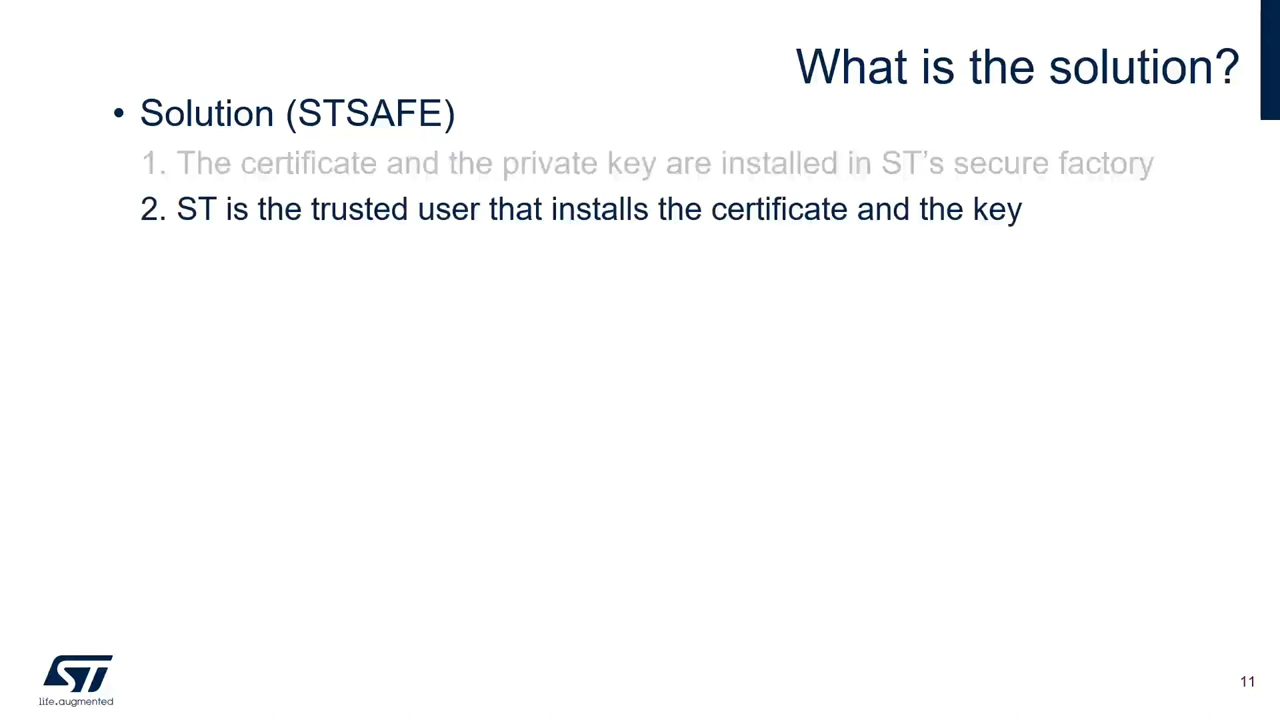 What is the solution?
• Solution (STSAFE)
1. The certificate and the private key are installed in ST’s secure factory
2. ST is the trusted user that installs the certificate and the key
ST
life.augmented
11